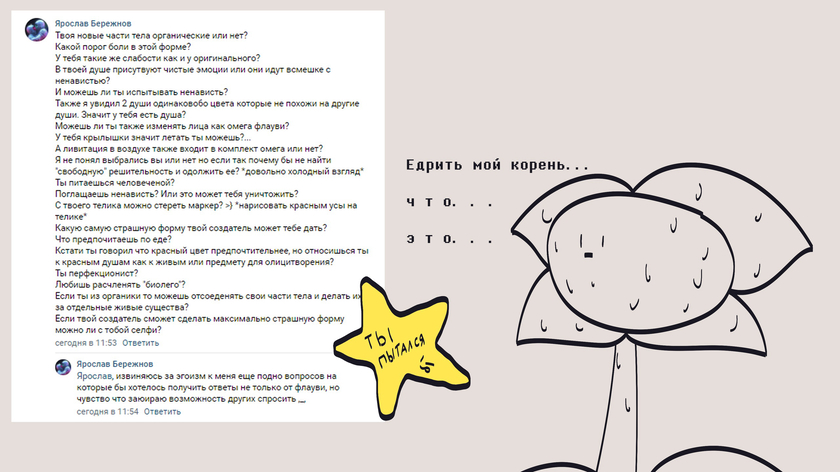 Ярослав Бережнов
Твоя новые части тела органические или нет?
Какой порог боли в этой форме?
У тебя такие же слабости как и у оригинального?
В твоей душе присутвуют чистые эмоции или они идут всмешке с
ненавистью?
И можешь ли ты испытывать ненависть?
Также я увидил 2 души одинаковобо цвета которые не похожи на другие
души. Значит у тебя есть душа?
Можешь ли ты также изменять лица как омега флауви?
У тебя крылышки значит летать ты можешь?...
А ливитация в воздухе также входит в комплект омега или нет?
Я не понял выбрались вы или нет но если так почему бы не найти
"свободную" решительность и одолжить ее? *довольно холодный взгляд*
Ты питаешься человеченой?
Поглащаешь ненависть? Или это может тебя уничтожить?
С твоего телика можно стереть маркер? >) *нарисовать красным усы на
телике*
Какую самую страшную форму твой создатель может тебе дать?
Что предпочитаешь по еде?
Кстати ты говорил что красный цвет предпочтительнее, но относишься ты
к красным душам как к живым или предмету для олицитворения?
Ты перфекционист?
Любишь расчленять "биолего"?
Если ты из органики то можешь отсоеденять свои части тела и делать их
за отдельные живые существа?
Если твой создатель сможет сделать максимально страшную форму
можно ли с тобой селфи?
сегодня в 11:53 Ответить
Ярослав Бережнов
Ярослав, извиняюсь за эгоизм к меня еще подно вопросов на
которые бы хотелось получить ответы не только от флауви, но
чувство что заюираю возможность других спросить ,__,
сегодня в 11:54 Ответить
Едрить мой корень...
ч т о. . .
э т о. . .
ТЫ
ПЫТАЛСЯ